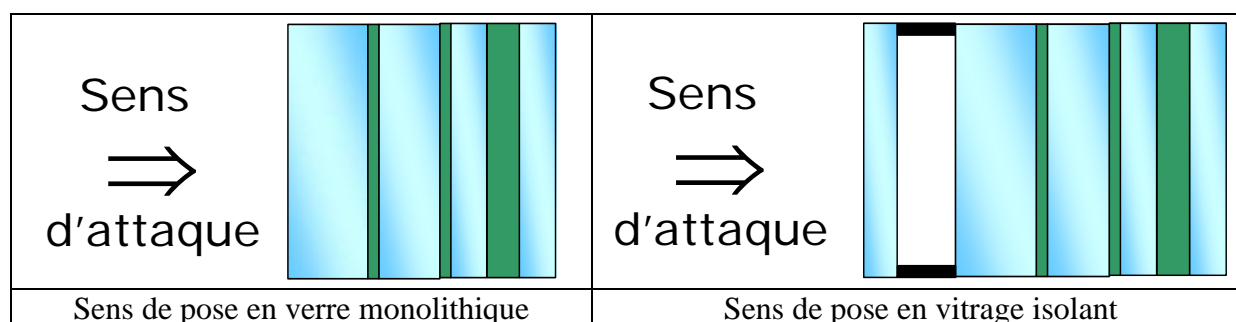 Sens
⇒
d'attaque
Sens de pose en verre monolithique
Sens
⇒
d'attaque
Sens de pose en vitrage isolant